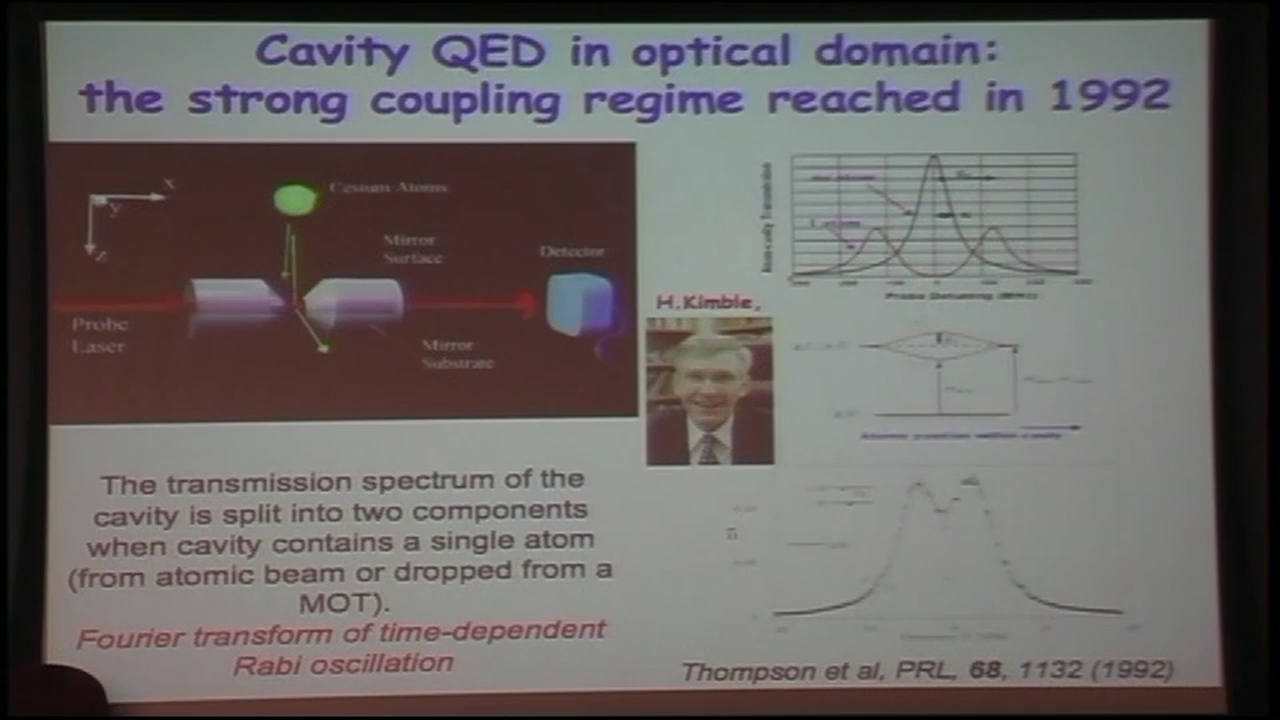 Cavity QED in optical domain:
the strong coupling regime reached in 1992
X
Y
Z
Cesium Atoms
Mirror
Surface
Detector
Probe
Laser
Mirror
Substrate
H.Kimble,
Probe Detuning (MHz)
Atomic position within cavity
The transmission spectrum of the
cavity is split into two components
when cavity contains a single atom
(from atomic beam or dropped from a
MOT).
Fourier transform of time-dependent
Rabi oscillation
Thompson et al, PRL, 68, 1132 (1992)